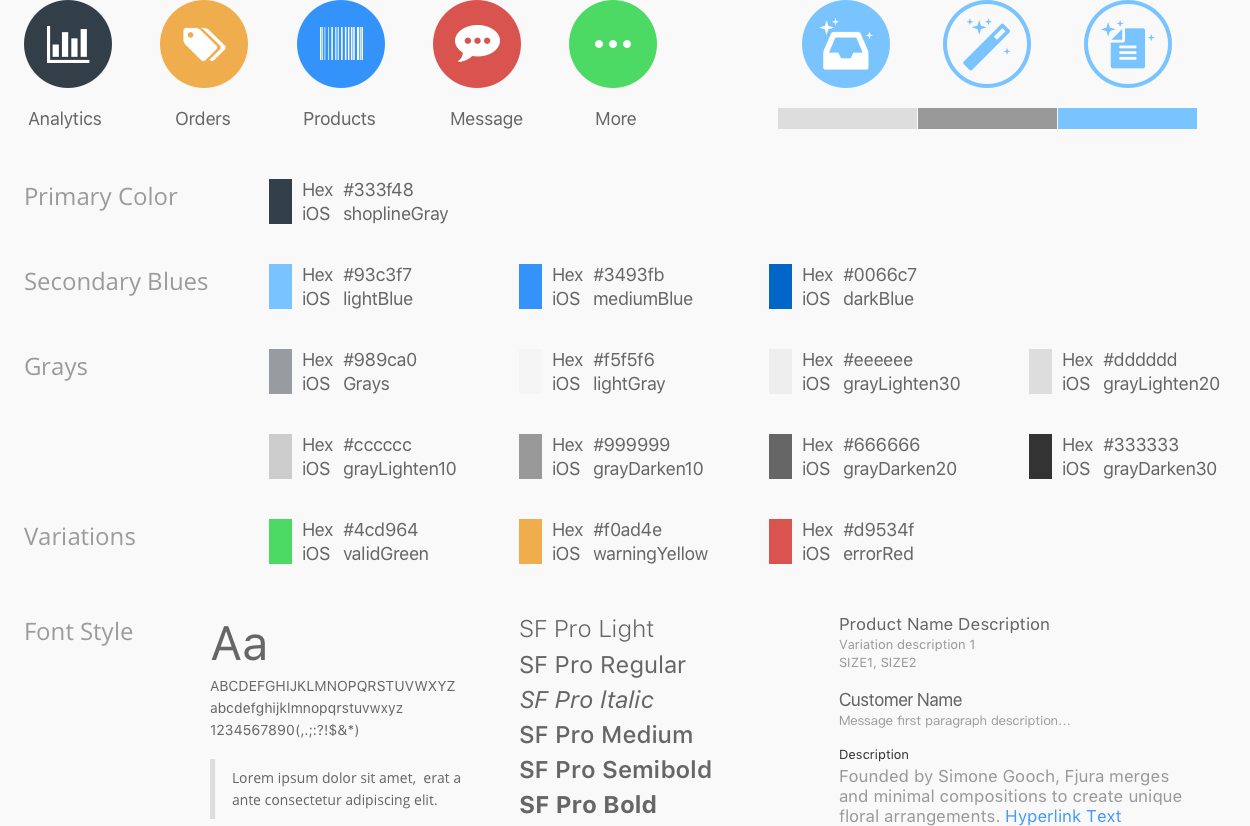 Analytics Orders Products Message More
Primary Color
Hex #333f48
iOS shoplineGray
Secondary Blues
Hex #93c3f7
iOS lightBlue
Hex #3493fb
iOS mediumBlue
Hex #0066c7
iOS darkBlue
Grays
Hex #989ca0
iOS Grays
Hex #f5f5f6
iOS lightGray
Hex #eeeeee
iOS grayLighten30
Hex #dddddd
iOS grayLighten20
Hex #cccccc
iOS grayLighten10
Hex #999999
iOS grayDarken10
Hex #666666
iOS grayDarken20
Hex #333333
iOS grayDarken30
Variations
Hex #4cd964
iOS validGreen
Hex #f0ad4e
iOS warningYellow
Hex #d9534f
iOS errorRed
Font Style
Aa
ABCDEFGHIJKLMNOPQRSTUVWXYZ
abcdefghijklmnopqrstuvwxyz
1234567890(,.;:?!$&*)
Lorem ipsum dolor sit amet, erat a
ante consectetur adipiscing elit.
SF Pro Light
SF Pro Regular
SF Pro Italic
SF Pro Medium
SF Pro Semibold
SF Pro Bold
Product Name Description
Variation description 1
SIZE1, SIZE2
Customer Name
Message first paragraph description...
Description
Founded by Simone Gooch, Fjura merges
and minimal compositions to create unique
floral arrangements. Hyperlink Text